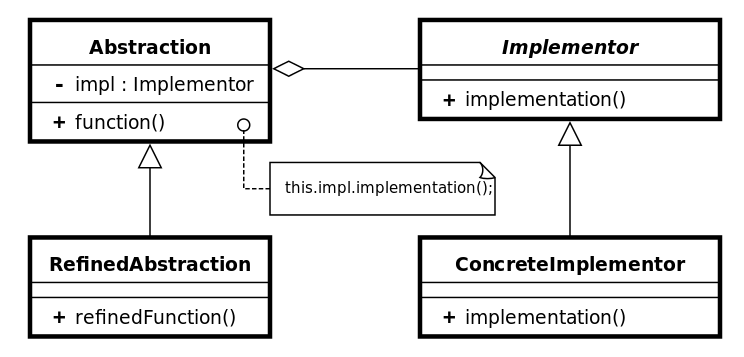 Abstraction
- impl : Implementor
+ function()
Implementor
+ implementation()
this.impl.implementation();
RefinedAbstraction
+ refinedFunction()
ConcreteImplementor
+ implementation()